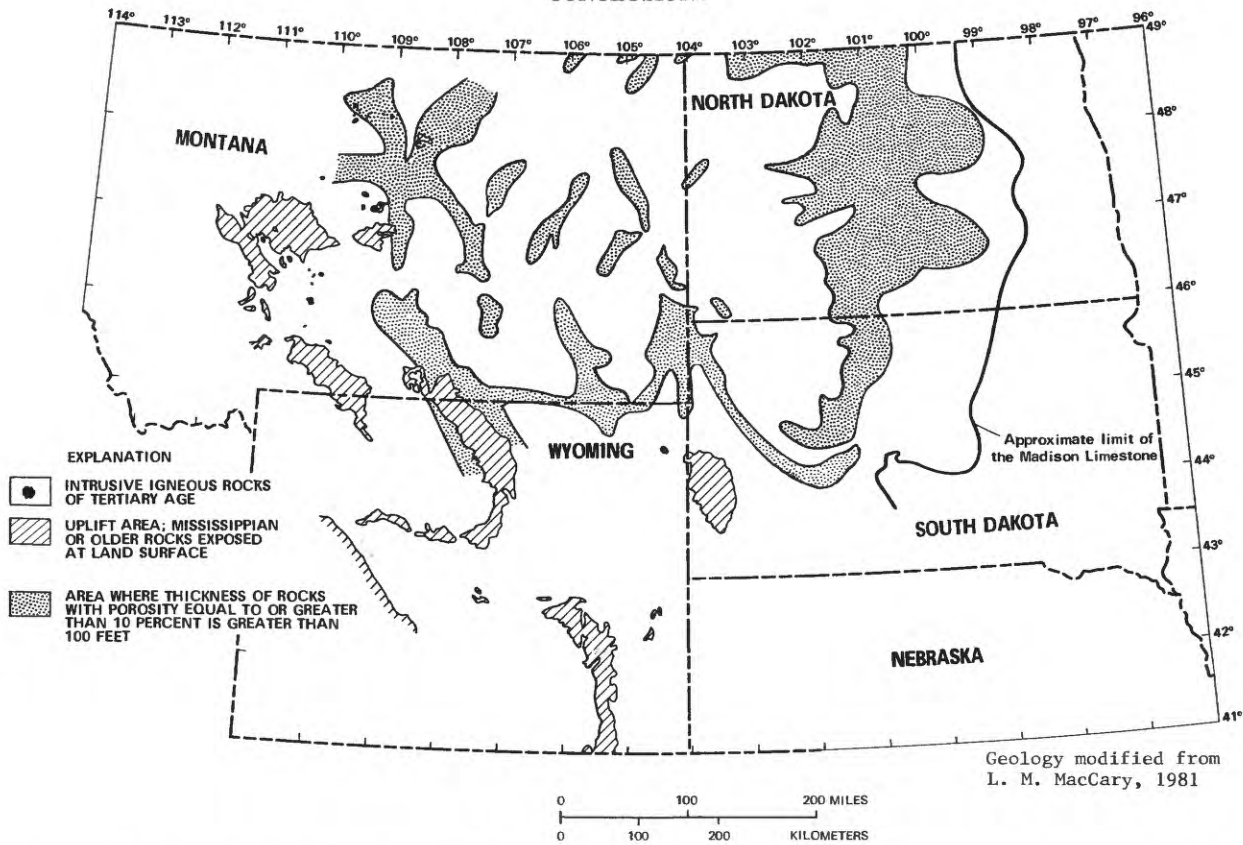 114°
113°
112°
111°
110°
109°
108°
107°
106°
105°
104°
103°
102°
101°
100°
99°
98°
97°
96°
49°
48°
47°
46°
45°
44°
43°
42°
41°
MONTANA
NORTH DAKOTA
WYOMING
SOUTH DAKOTA
NEBRASKA
Approximate limit of
the Madison Limestone
EXPLANATION
INTRUSIVE IGNEOUS ROCKS
OF TERTIARY AGE
UPLIFT AREA; MISSISSIPPIAN
OR OLDER ROCKS EXPOSED
AT LAND SURFACE
AREA WHERE THICKNESS OF ROCKS
WITH POROSITY EQUAL TO OR GREATER
THAN 10 PERCENT IS GREATER THAN
100 FEET
Geology modified from
L. M. MacCary, 1981
0 100 200 MILES
0 100 200 KILOMETERS